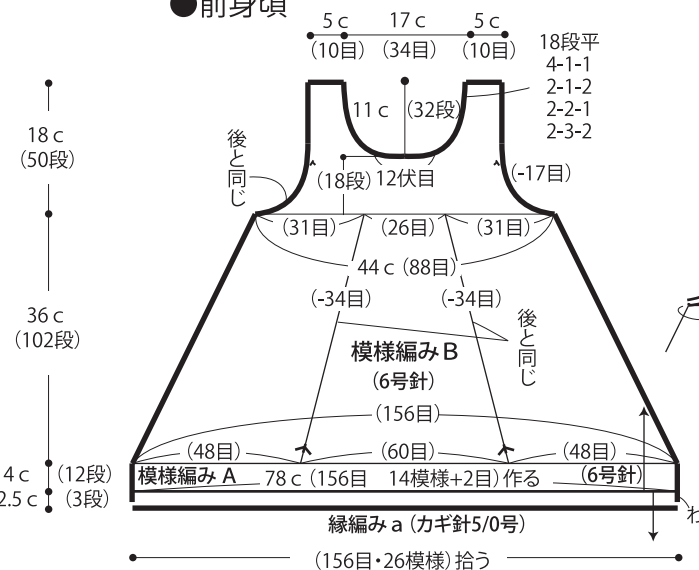 ●前身頃
5c 17c 5c
(10目) (34目) (10目)
18段平
4-1-1
2-1-2
2-2-1
2-3-2
11c (32段)
18c
(50段)
後と同じ
(18段) 12伏目
(-17目)
(31目) (26目) (31目)
44c (88目)
(-34目) (-34目)
36c
(102段)
後と同じ
模様編みB
(6号針)
(156目)
(48目) (60目) (48目)
4c (12段)
模様編みA 78c (156目 14模様+2目) 作る (6号針)
2.5c (3段)
わ
縁編みa (カギ針5/0号)
(156目・26模様) 拾う